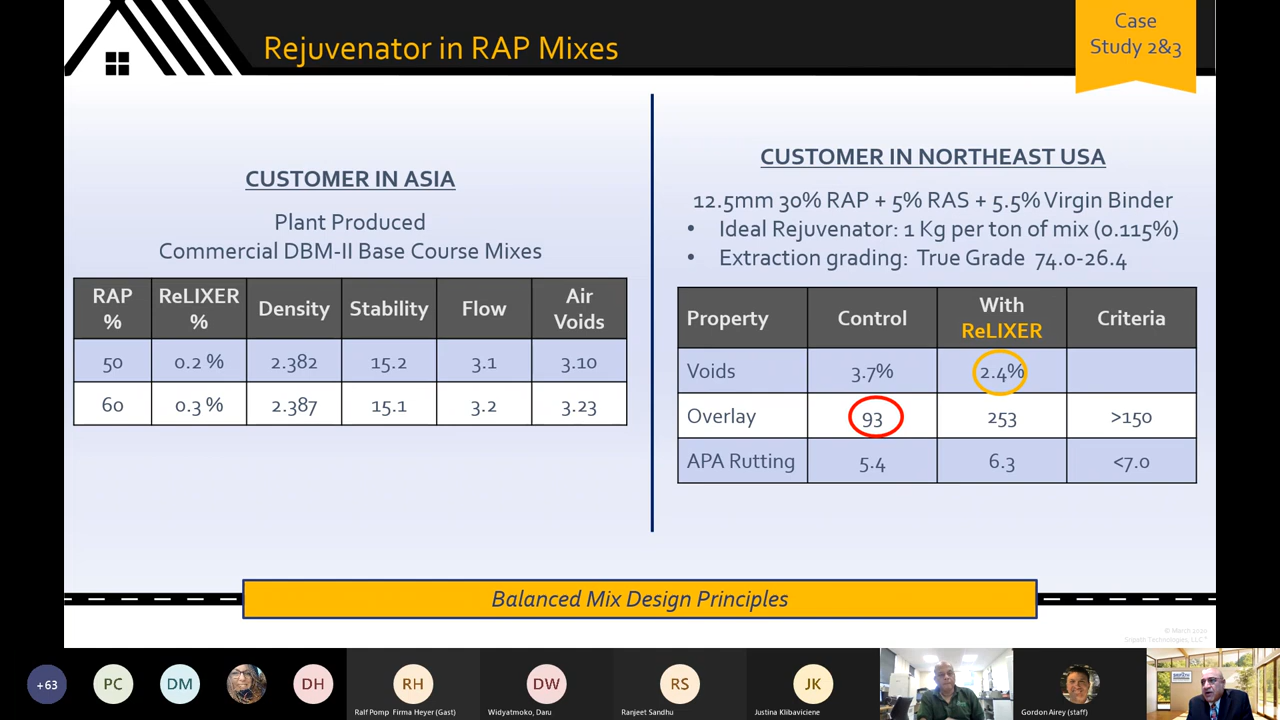 Rejuvenator in RAP Mixes
Case
Study 2&3
CUSTOMER IN ASIA
Plant Produced
Commercial DBM-II Base Course Mixes
RAP % ReLIXER % Density Stability Flow Air Voids
50 0.2 % 2.382 15.2 3.1 3.10
60 0.3 % 2.387 15.1 3.2 3.23
CUSTOMER IN NORTHEAST USA
12.5mm 30% RAP + 5% RAS + 5.5% Virgin Binder
• Ideal Rejuvenator: 1 Kg per ton of mix (0.115%)
• Extraction grading: True Grade 74.0-26.4
Property Control With ReLIXER Criteria
Voids 3.7% 2.4%
Overlay 93 253 >150
APA Rutting 5.4 6.3 <7.0
Balanced Mix Design Principles
© March 2020
Sripath Technologies, LLC
+63
PC
DM
DH
RH
Ralf Pomp Firma Heyer (Gast)
DW
Widyatmoko, Daru
RS
Ranjeet Sandhu
JK
Justina Klibaviciene
Gordon Airey (staff)